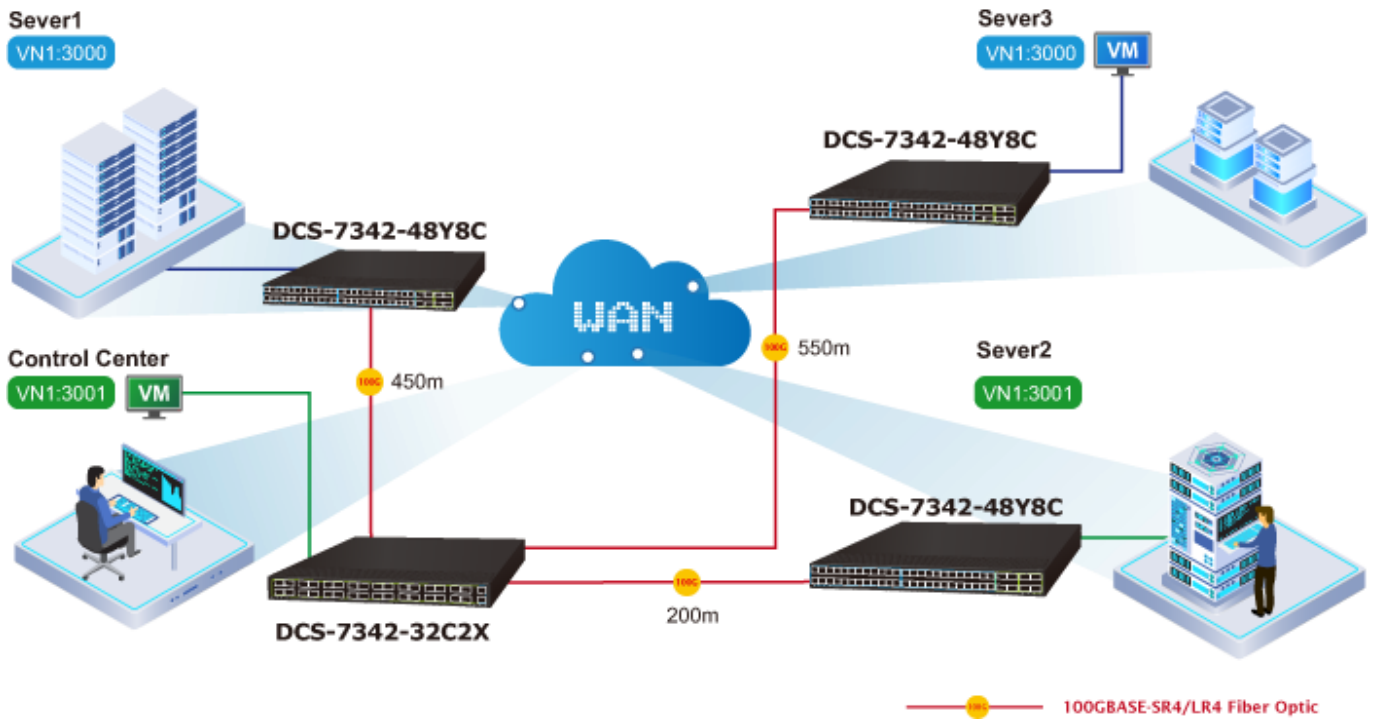 Sever1
VN1:3000
Sever3
VN1:3000
VM
DCS-7342-48Y8C
DCS-7342-48Y8C
WAN
100G
550m
Control Center
VN1:3001
VM
100G
450m
Sever2
VN1:3001
DCS-7342-48Y8C
100G
200m
DCS-7342-32C2X
100G
100GBASE-SR4/LR4 Fiber Optic